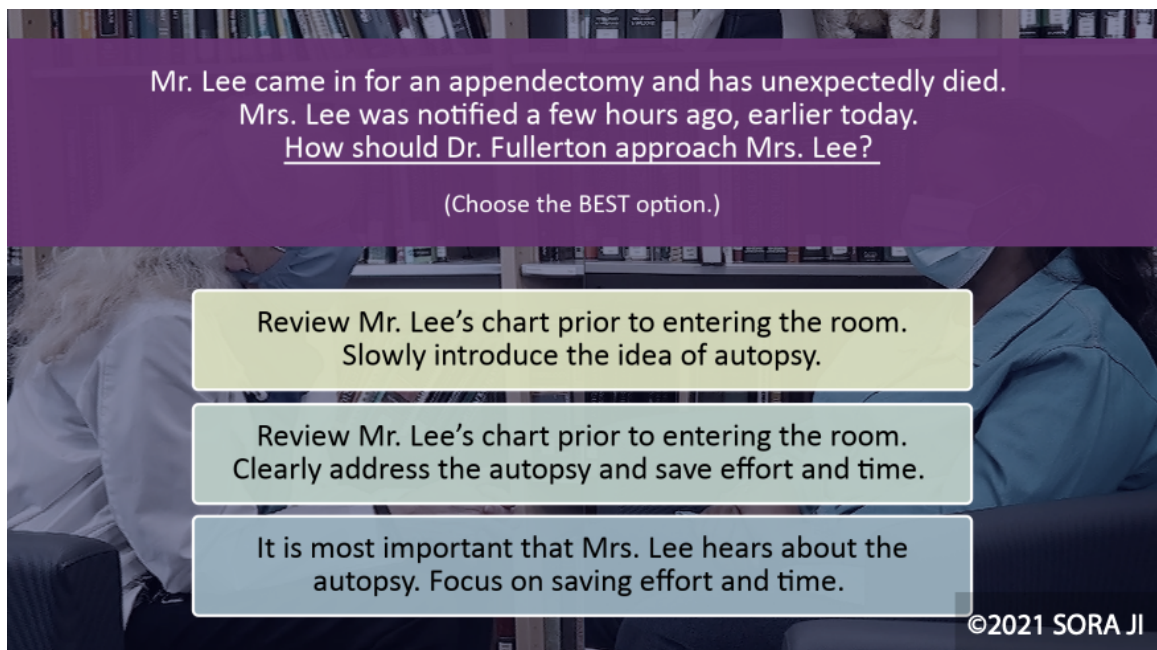 Mr. Lee came in for an appendectomy and has unexpectedly died.
Mrs. Lee was notified a few hours ago, earlier today.
How should Dr. Fullerton approach Mrs. Lee?
(Choose the BEST option.)
Review Mr. Lee’s chart prior to entering the room.
Slowly introduce the idea of autopsy.
Review Mr. Lee’s chart prior to entering the room.
Clearly address the autopsy and save effort and time.
It is most important that Mrs. Lee hears about the
autopsy. Focus on saving effort and time.
©2021 SORA JI